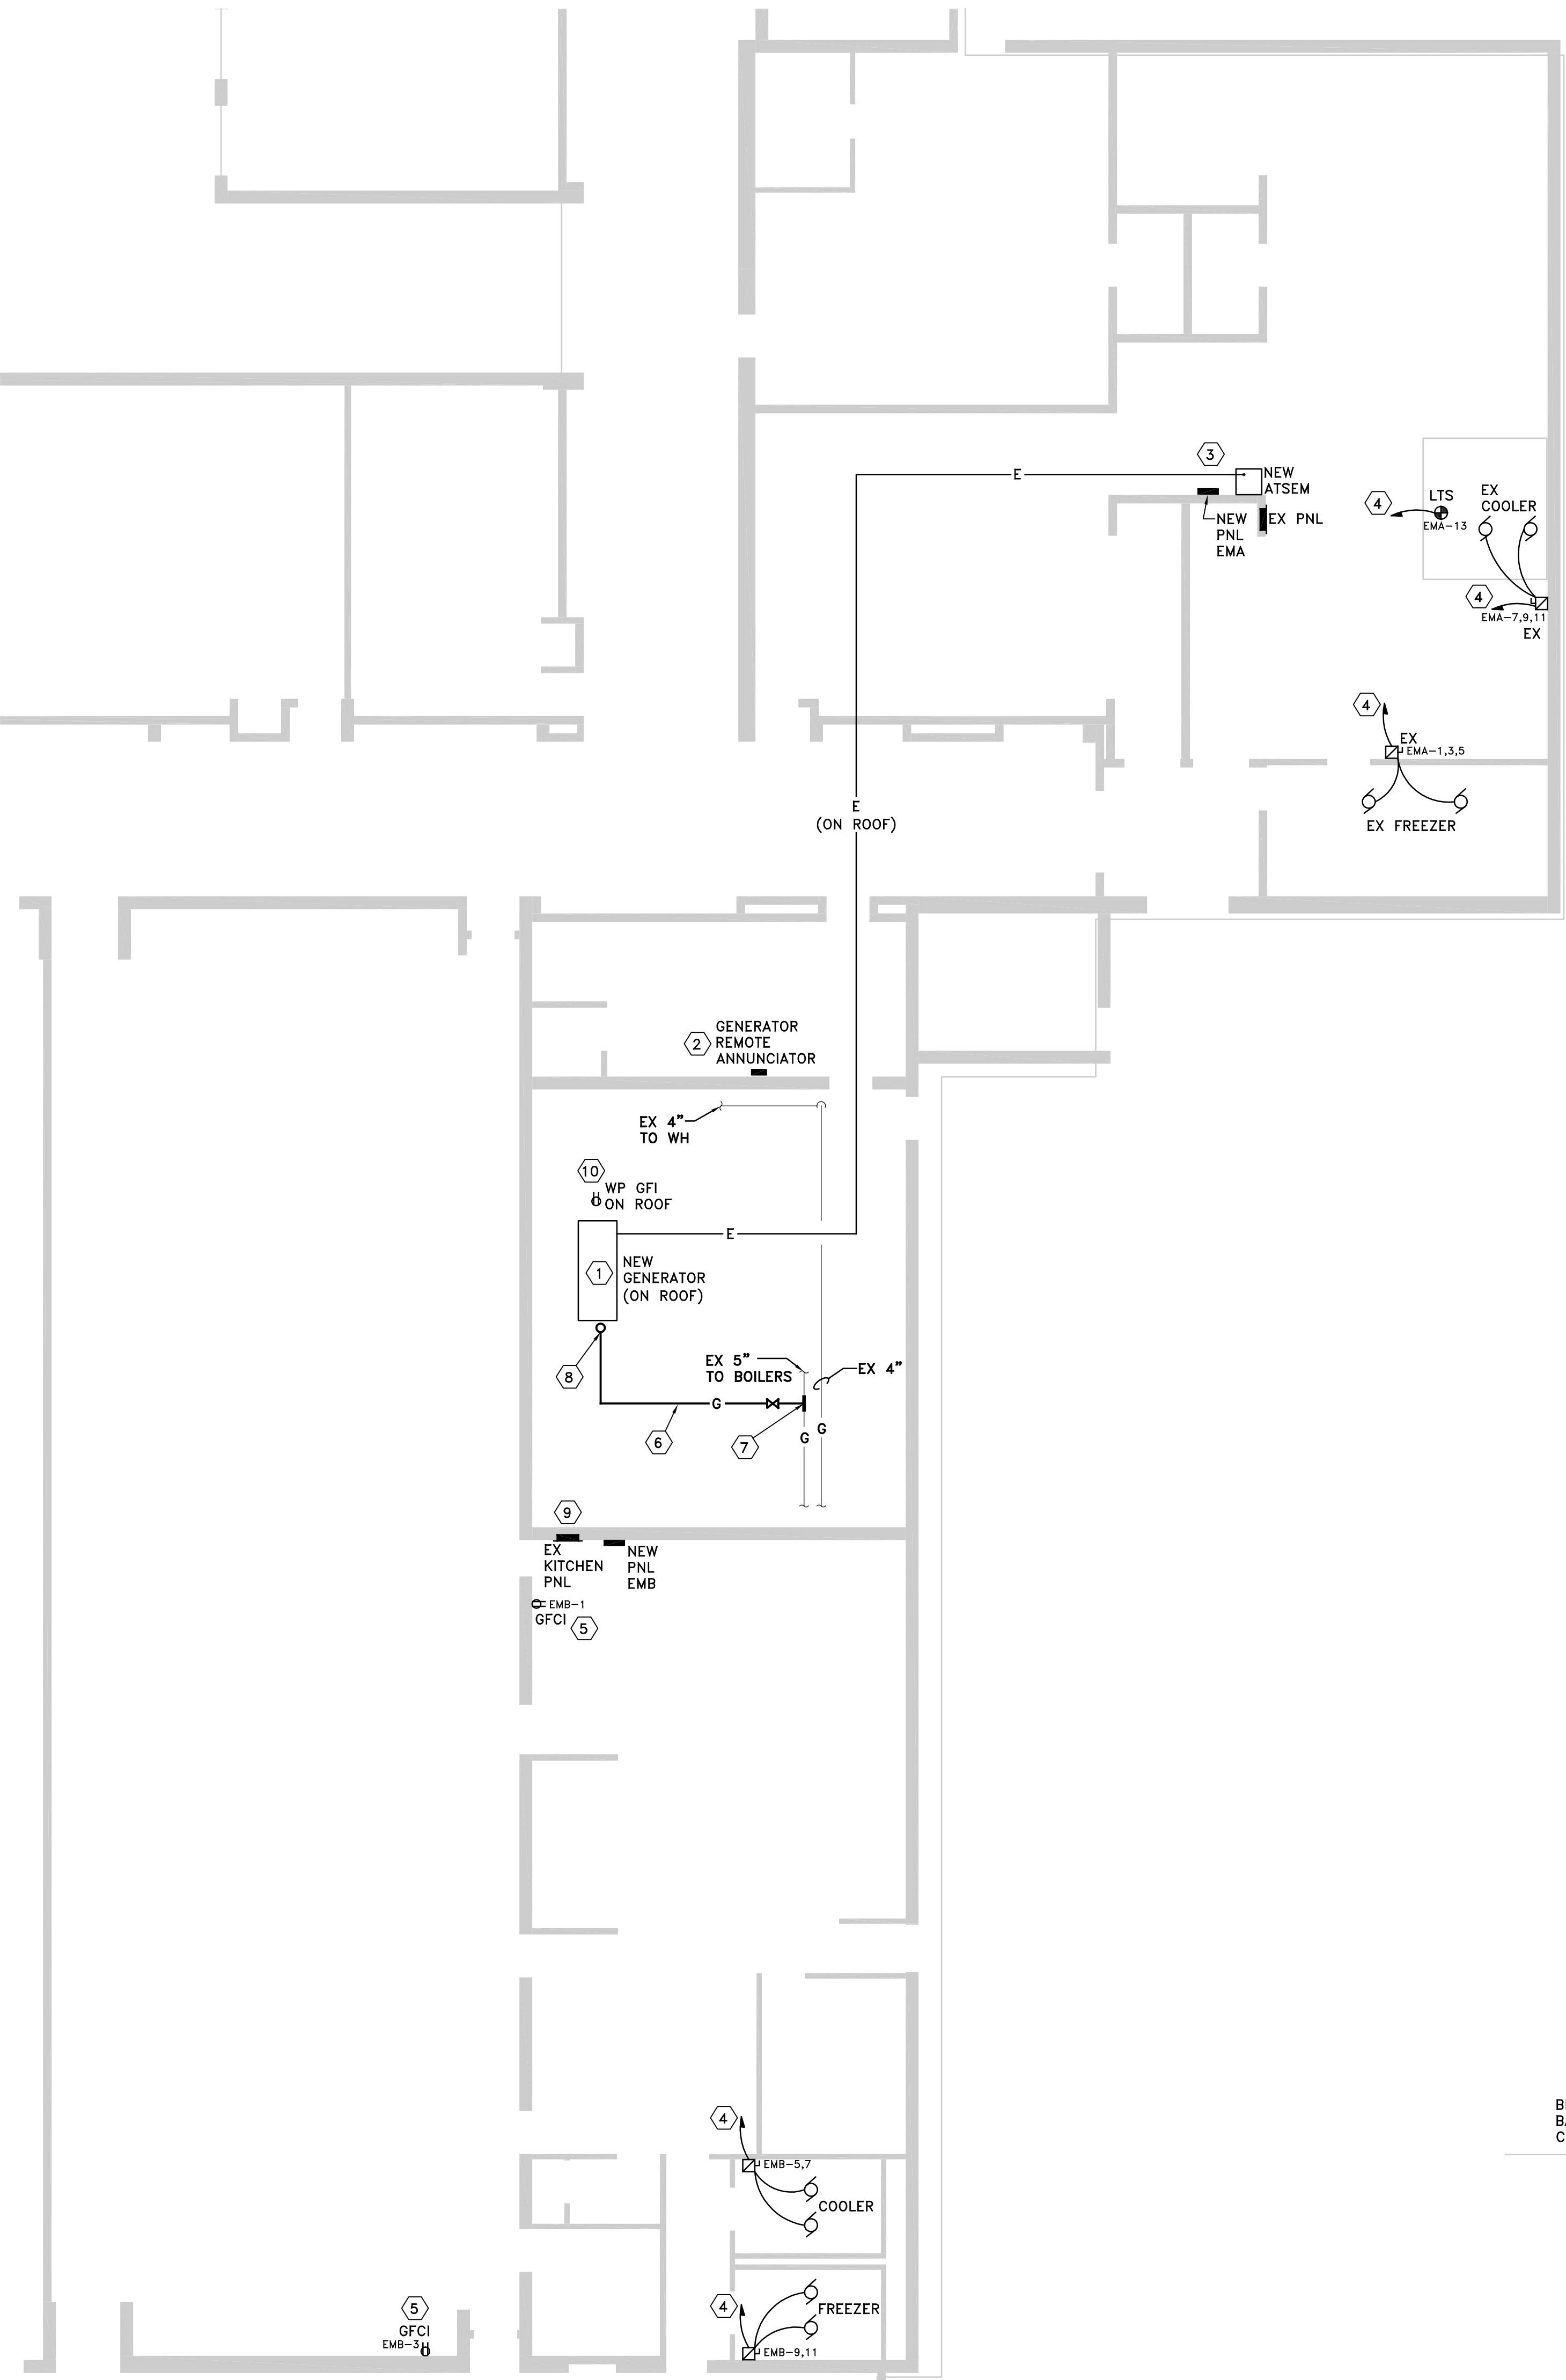 3
E
NEW
ATSEM
NEW
PNL
EMA
EX PNL
4
LTS
EMA-13
EX
COOLER
4
EMA-7,9,11
EX
4
EX
EMA-1,3,5
EX FREEZER
E
(ON ROOF)
2
GENERATOR
REMOTE
ANNUNCIATOR
EX 4”
TO WH
10
WP GFI
ON ROOF
E
1
NEW
GENERATOR
(ON ROOF)
8
EX 5”
TO BOILERS
EX 4”
G
6
7
G
G
9
EX
KITCHEN
PNL
NEW
PNL
EMB
EMB-1
GFCI
5
4
EMB-5,7
COOLER
4
FREEZER
EMB-9,11
5
GFCI
EMB-3
C